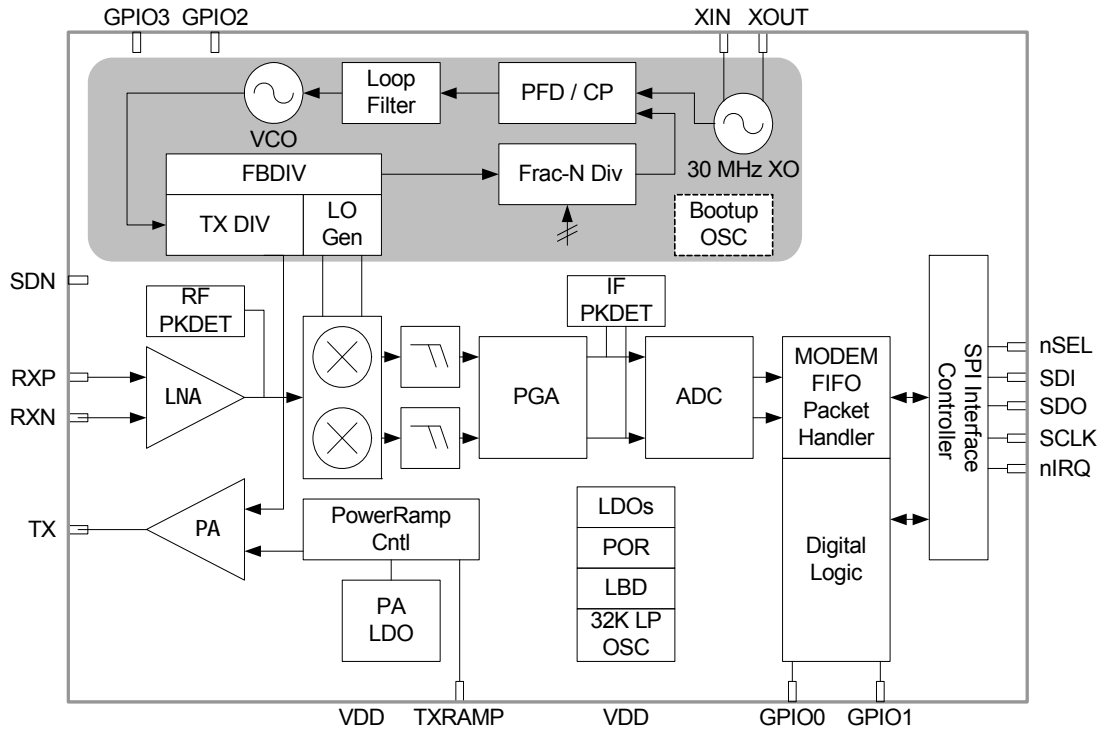 GPIO3 GPIO2
XIN XOUT
Loop
Filter
PFD / CP
VCO
30 MHz XO
FBDIV
Frac-N Div
TX DIV
LO
Gen
Bootup
OSC
SDN
RF
PKDET
IF
PKDET
RXP
RXN
LNA
PGA
ADC
MODEM
FIFO
Packet
Handler
SPI Interface
Controller
nSEL
SDI
SDO
SCLK
nIRQ
TX
PA
PowerRamp
Cntl
PA
LDO
LDOs
POR
LBD
32K LP
OSC
Digital
Logic
VDD TXRAMP VDD GPIO0 GPIO1